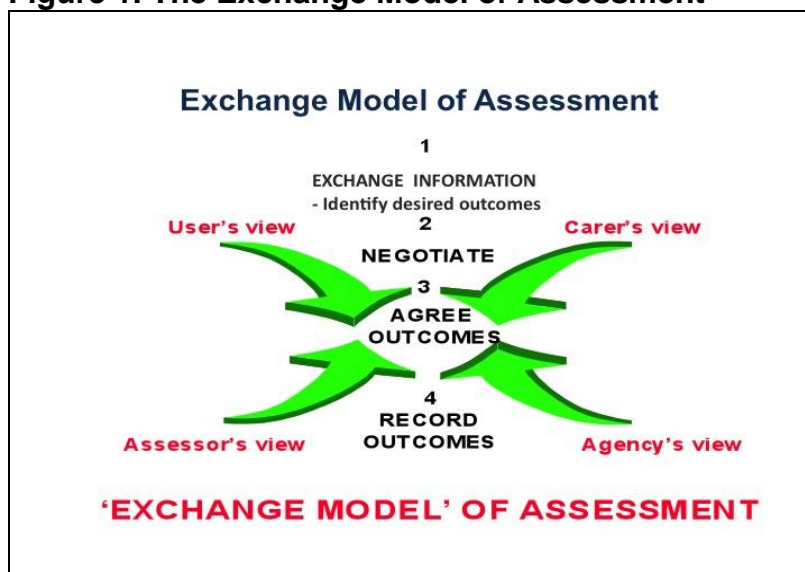 Exchange Model of Assessment
1
EXCHANGE INFORMATION
- Identify desired outcomes
User's view
2
Carer's view
NEGOTIATE
3
AGREE
OUTCOMES
4
RECORD
OUTCOMES
Assessor's view
Agency's view
‘EXCHANGE MODEL’ OF ASSESSMENT